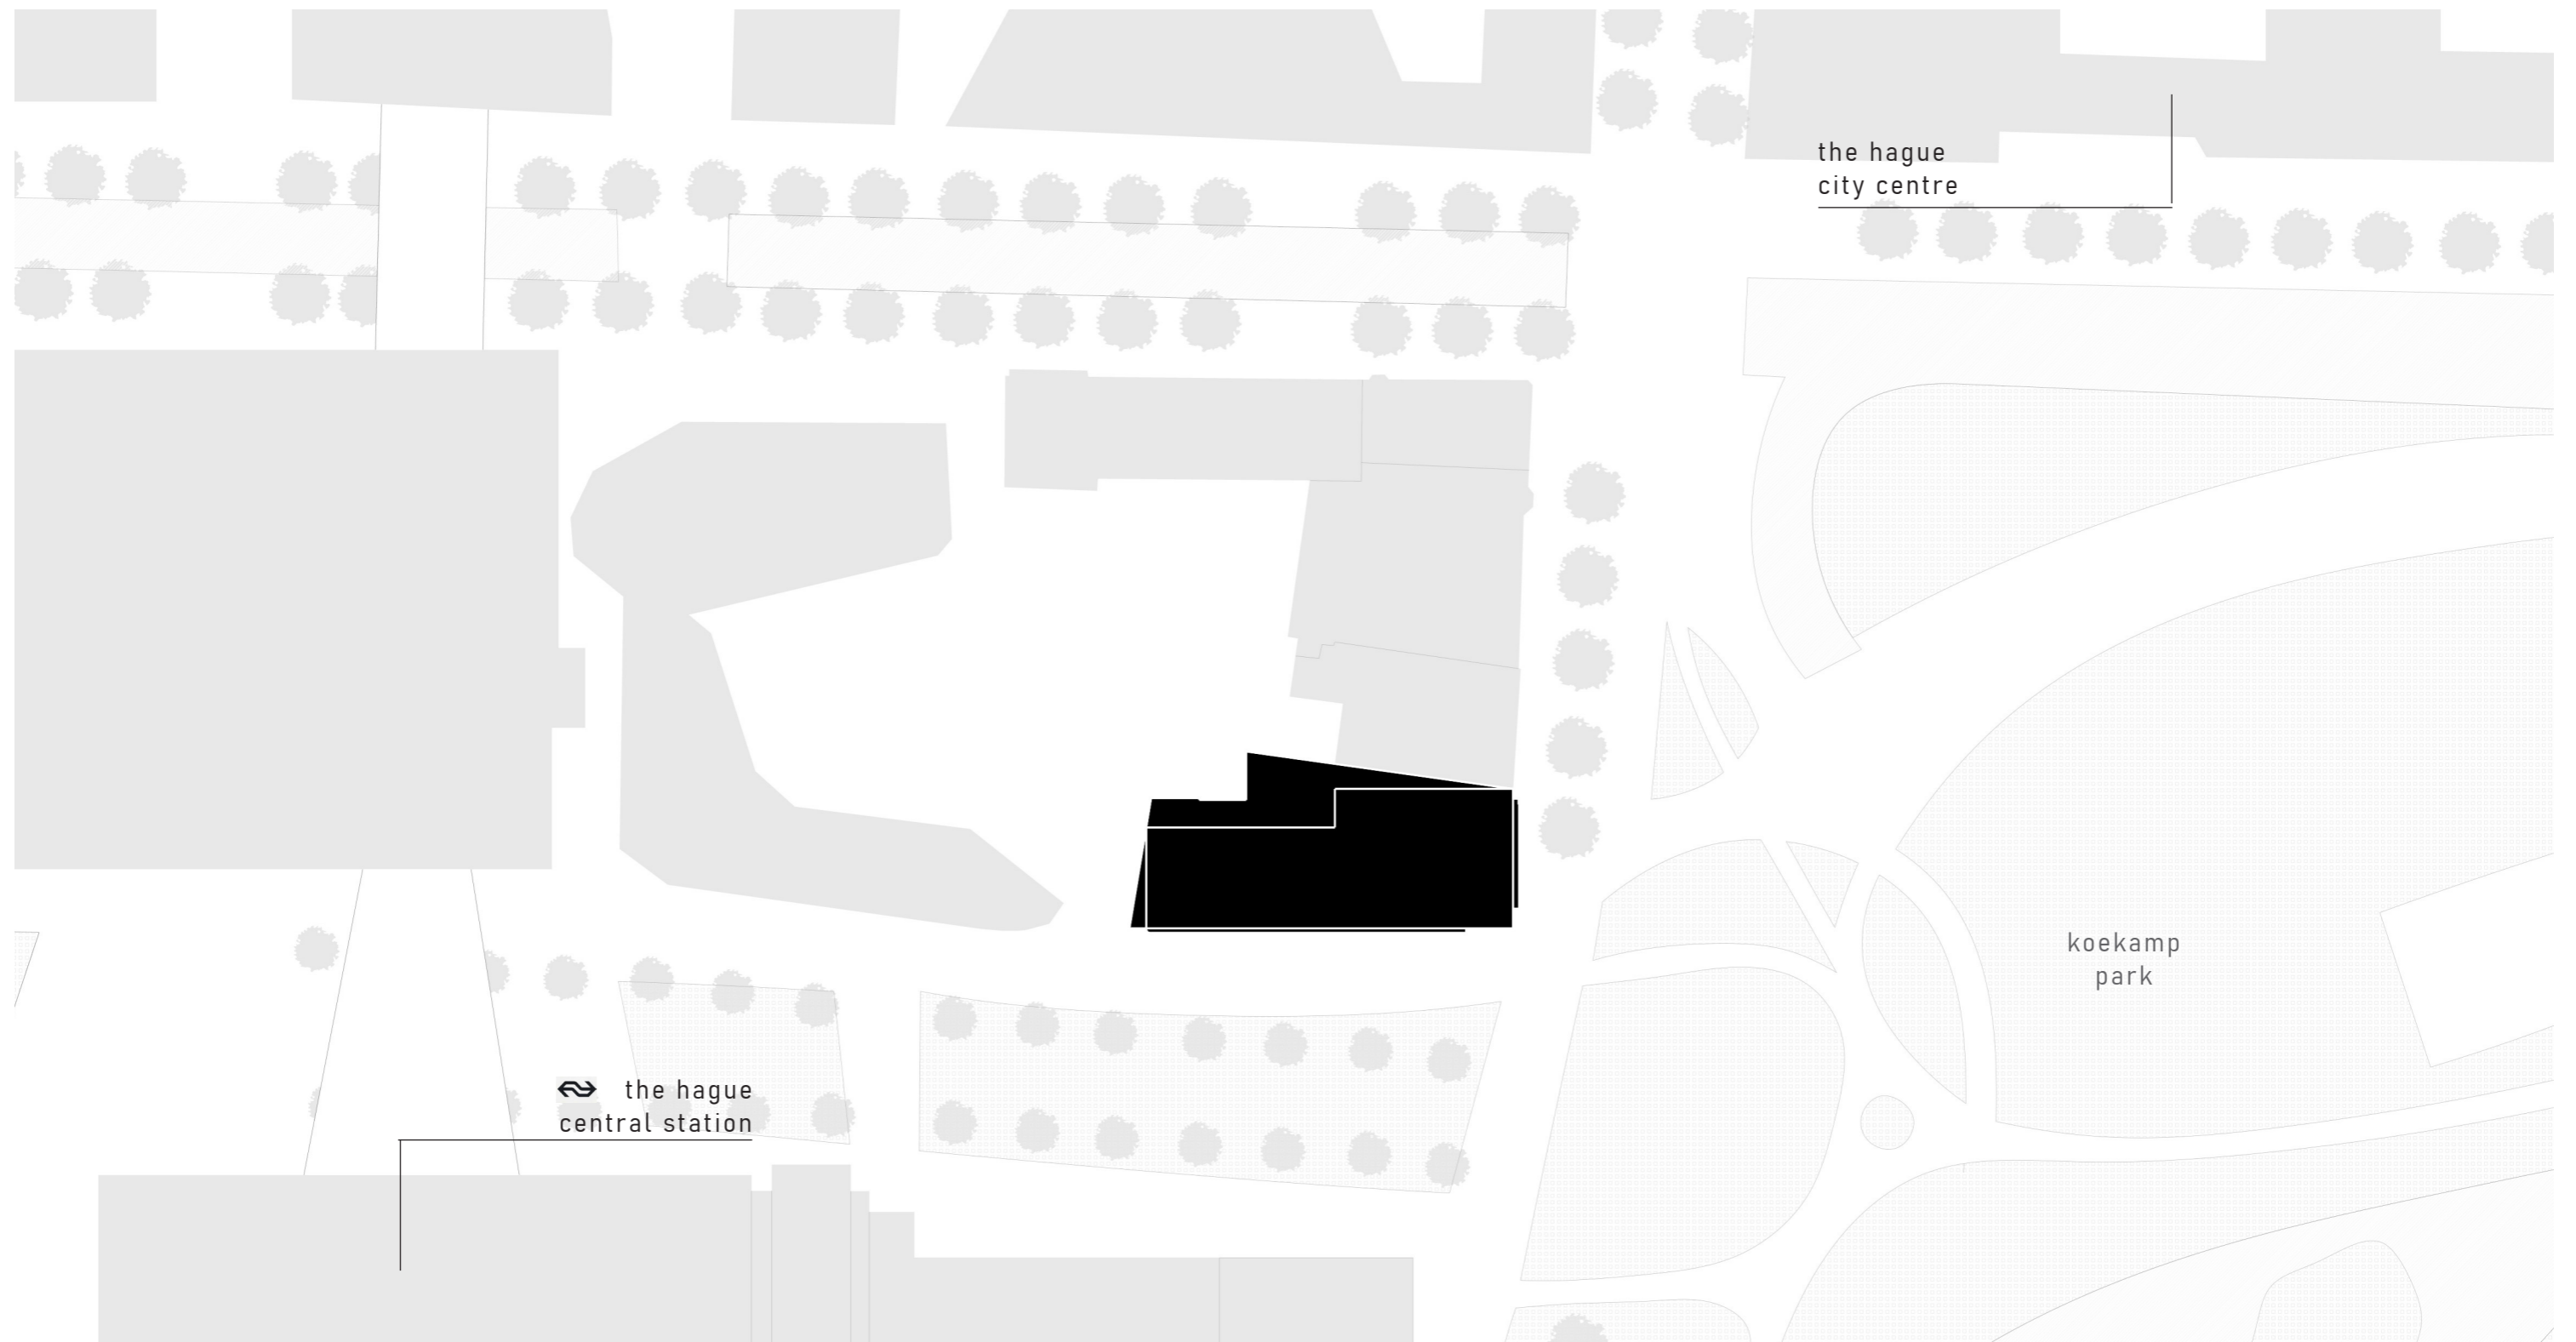 the hague
city centre
koekamp
park
the hague
central station